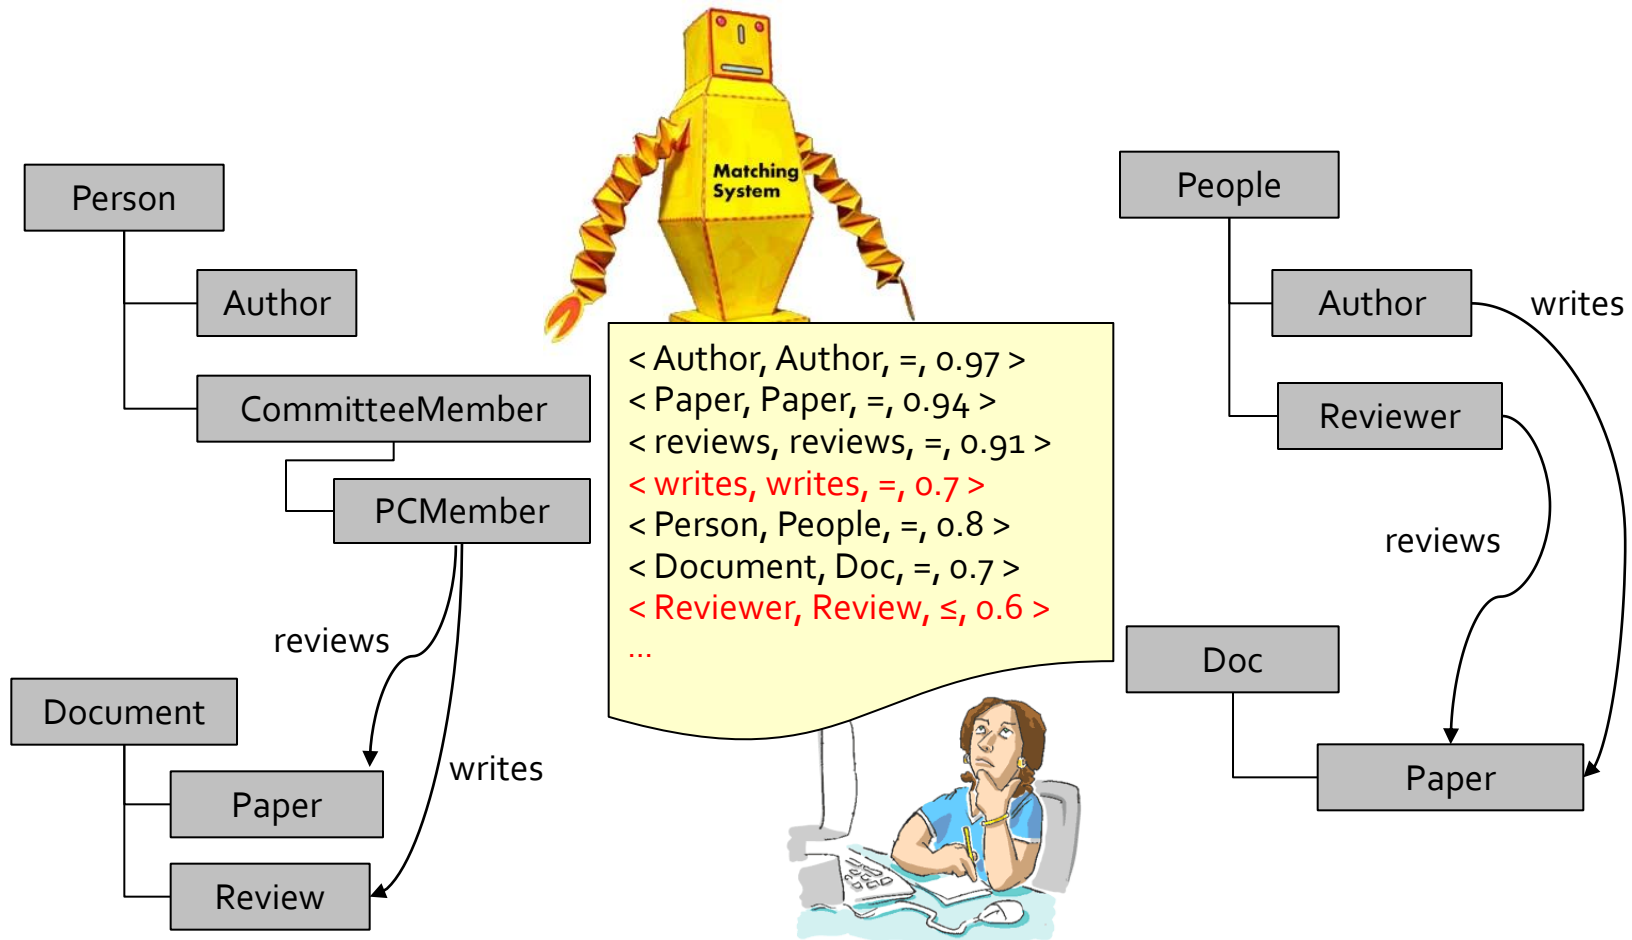 Person
Author
CommitteeMember
PCMember
reviews
writes
Document
Paper
Review
Matching
System
< Author, Author, =, 0.97 >
< Paper, Paper, =, 0.94 >
< reviews, reviews, =, 0.91 >
< writes, writes, =, 0.7 >
< Person, People, =, 0.8 >
< Document, Doc, =, 0.7 >
< Reviewer, Review, ≤, 0.6 >
...
People
Author
writes
Reviewer
reviews
Doc
Paper